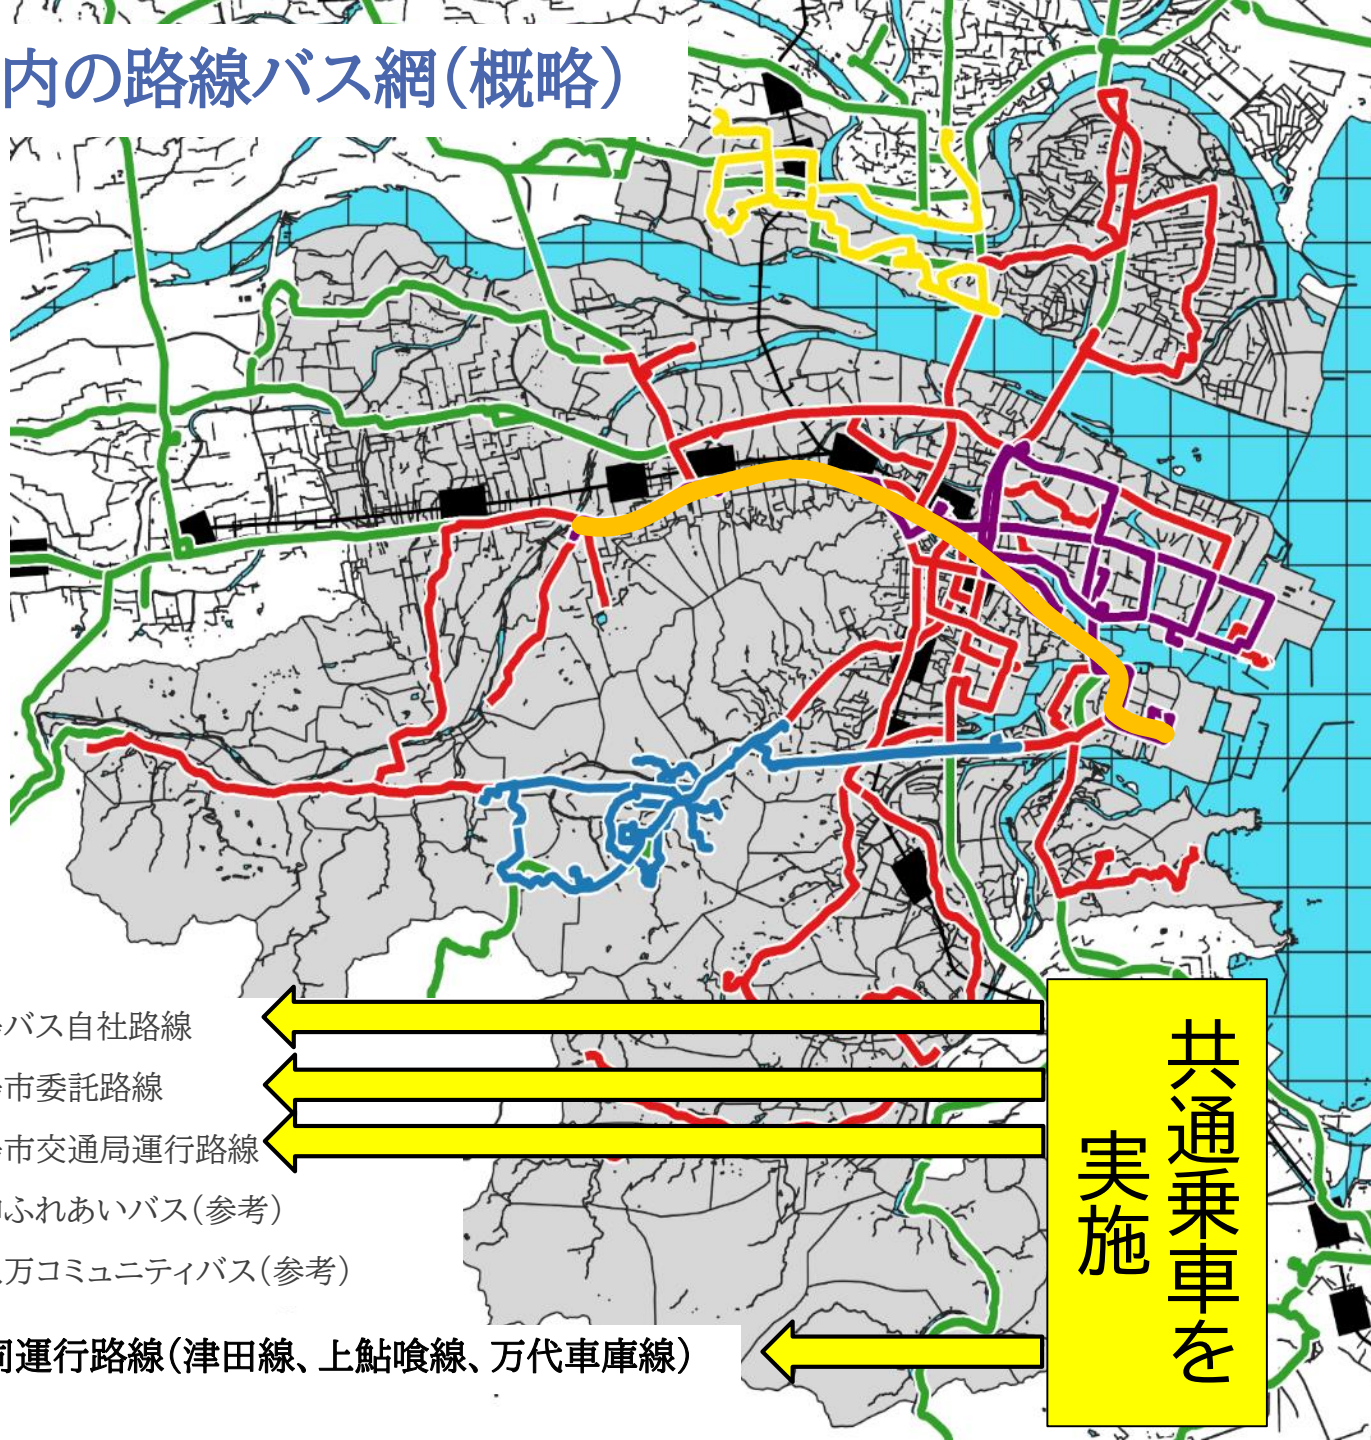 内の路線バス網(概略)
バス自社路線
市委託路線
市交通局運行路線
ふれあいバス(参考)
万コミュニティバス(参考)
運行路線(津田線、上鮎喰線、万代車庫線)
共通乗車を
実施